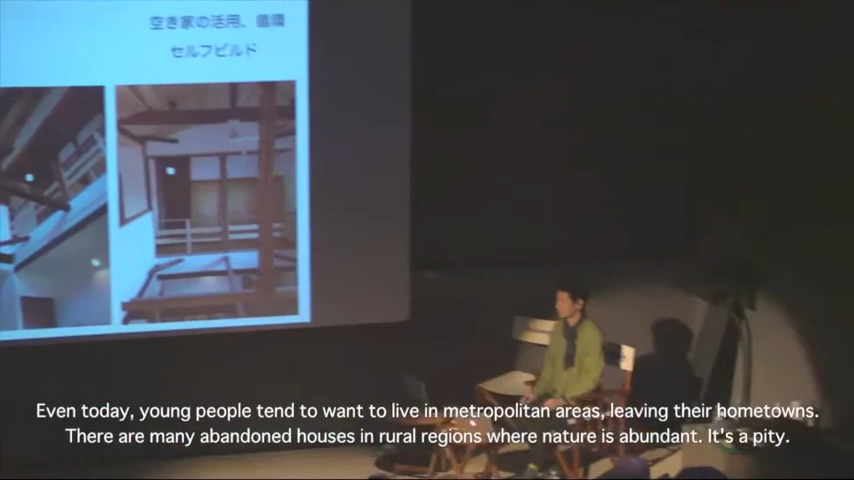 空き家の活用、循環
セルフビルド
Even today, young people tend to want to live in metropolitan areas, leaving their hometowns.
There are many abandoned houses in rural regions where nature is abundant. It's a pity.